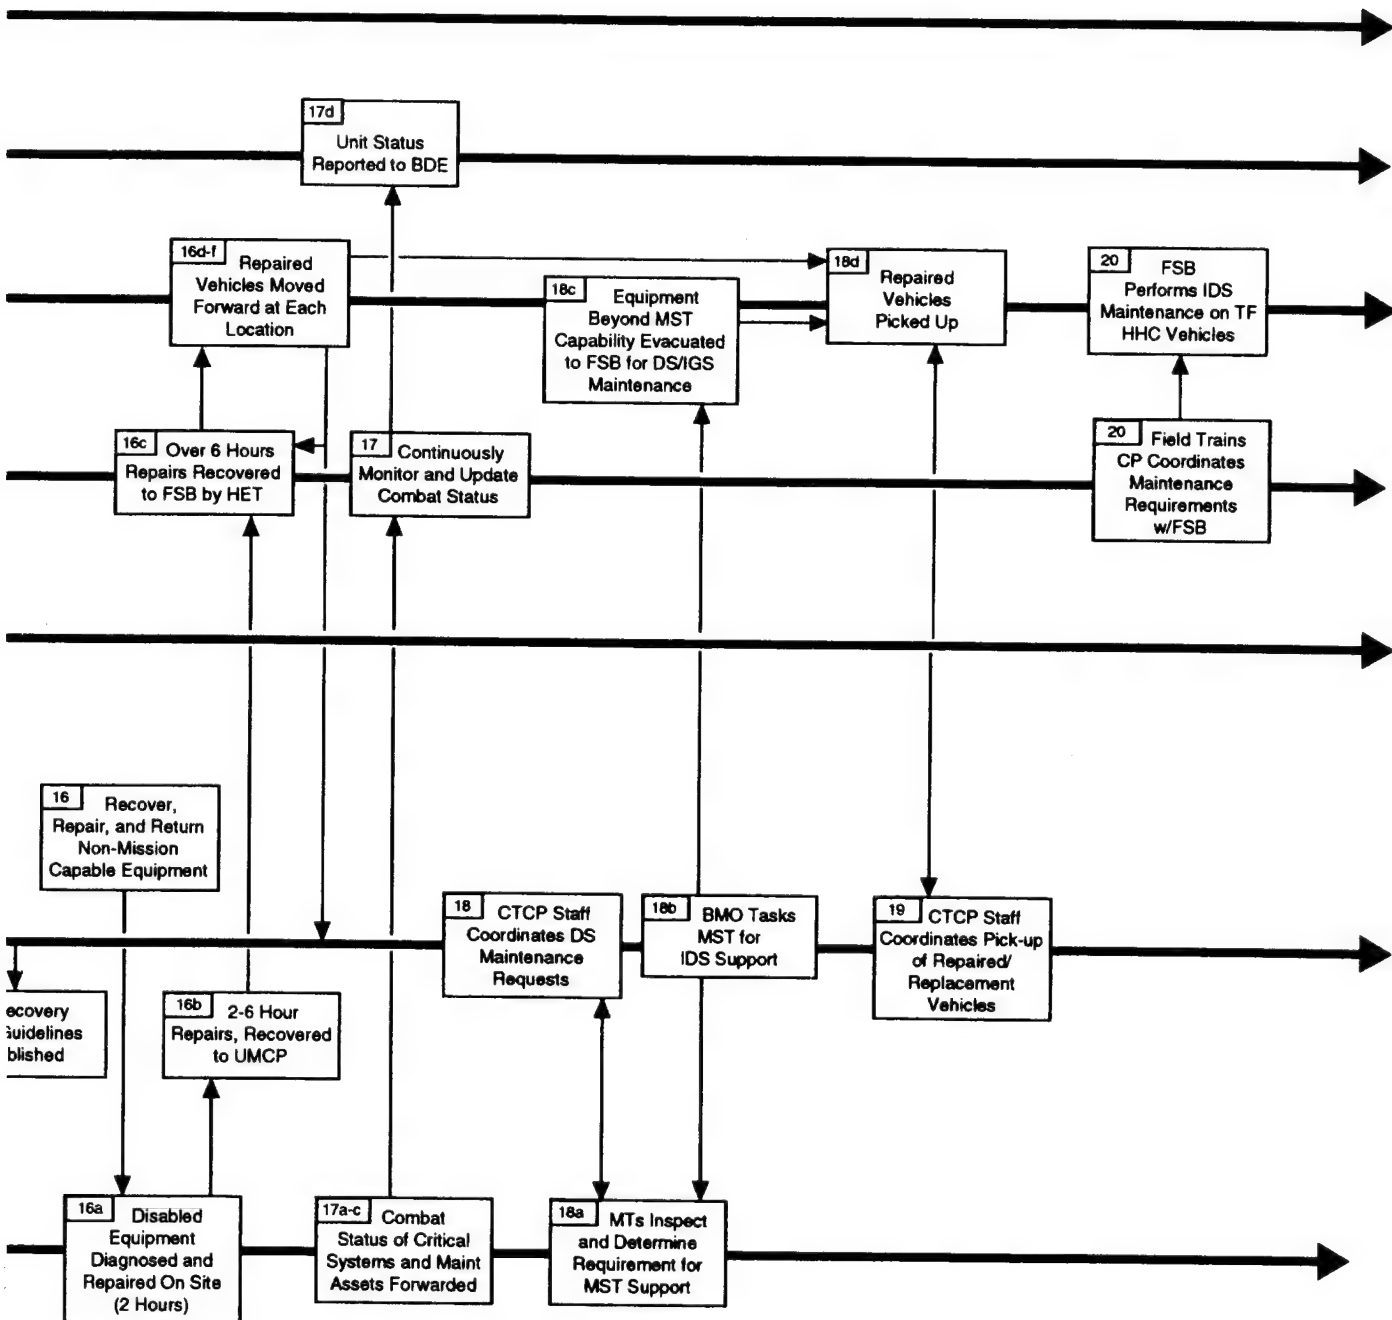 17d
Unit Status
Reported to BDE
16d-f
Repaired
Vehicles Moved
Forward at Each
Location
18c
Equipment
Beyond MST
Capability Evacuated
to FSB for DS/IGS
Maintenance
18d
Repaired
Vehicles
Picked Up
20
FSB
Performs IDS
Maintenance on TF
HHC Vehicles
16c
Over 6 Hours
Repairs Recovered
to FSB by HET
17
Continuously
Monitor and Update
Combat Status
20
Field Trains
CP Coordinates
Maintenance
Requirements
w/FSB
16
Recover,
Repair, and Return
Non-Mission
Capable Equipment
18
CTCP Staff
Coordinates DS
Maintenance
Requests
18b
BMO Tasks
MST for
IDS Support
19
CTCP Staff
Coordinates Pick-up
of Repaired/
Replacement
Vehicles
ecovery
Guidelines
blished
16b
2-6 Hour
Repairs, Recovered
to UMCP
16a
Disabled
Equipment
Diagnosed and
Repaired On Site
(2 Hours)
17a-c
Combat
Status of Critical
Systems and Maint
Assets Forwarded
18a
MTs Inspect
and Determine
Requirement for
MST Support